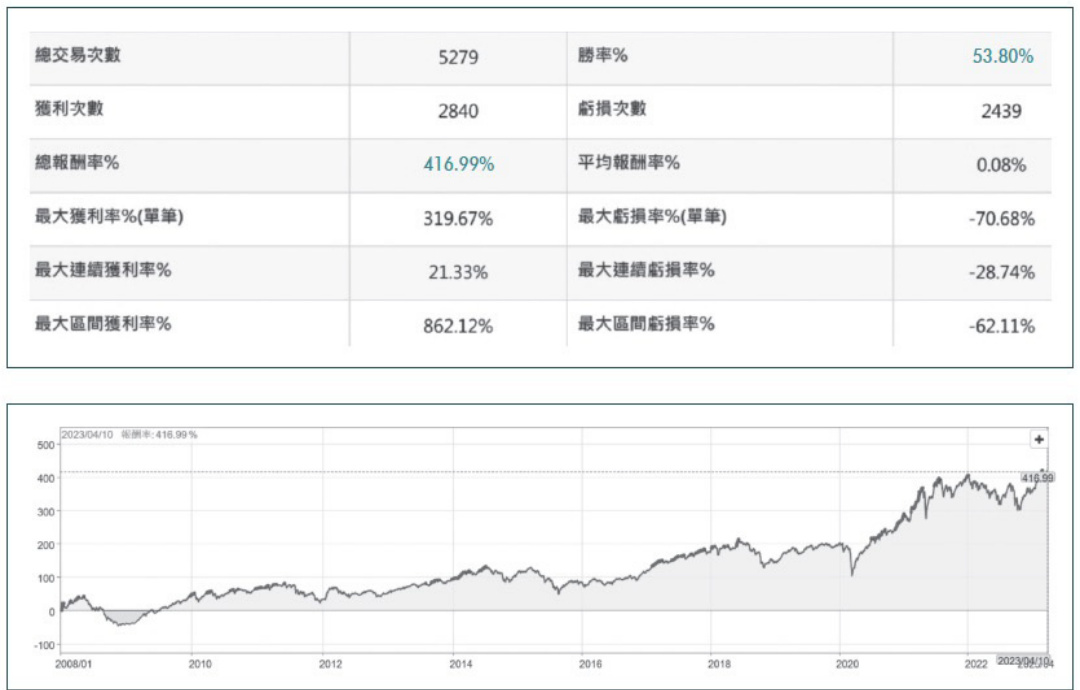 總交易次數 5279 勝率% 53.80%
獲利次數 2840 虧損次數 2439
總報酬率% 416.99% 平均報酬率% 0.08%
最大獲利率%(單筆) 319.67% 最大虧損率%(單筆) -70.68%
最大連續獲利率% 21.33% 最大連續虧損率% -28.74%
最大區間獲利率% 862.12% 最大區間虧損率% -62.11%
2023/04/10 報酬率:416.99%
+
500
400
416.99
300
200
100
0
-100
2008/01 2010 2012 2014 2016 2018 2020 2022 2023/04/10